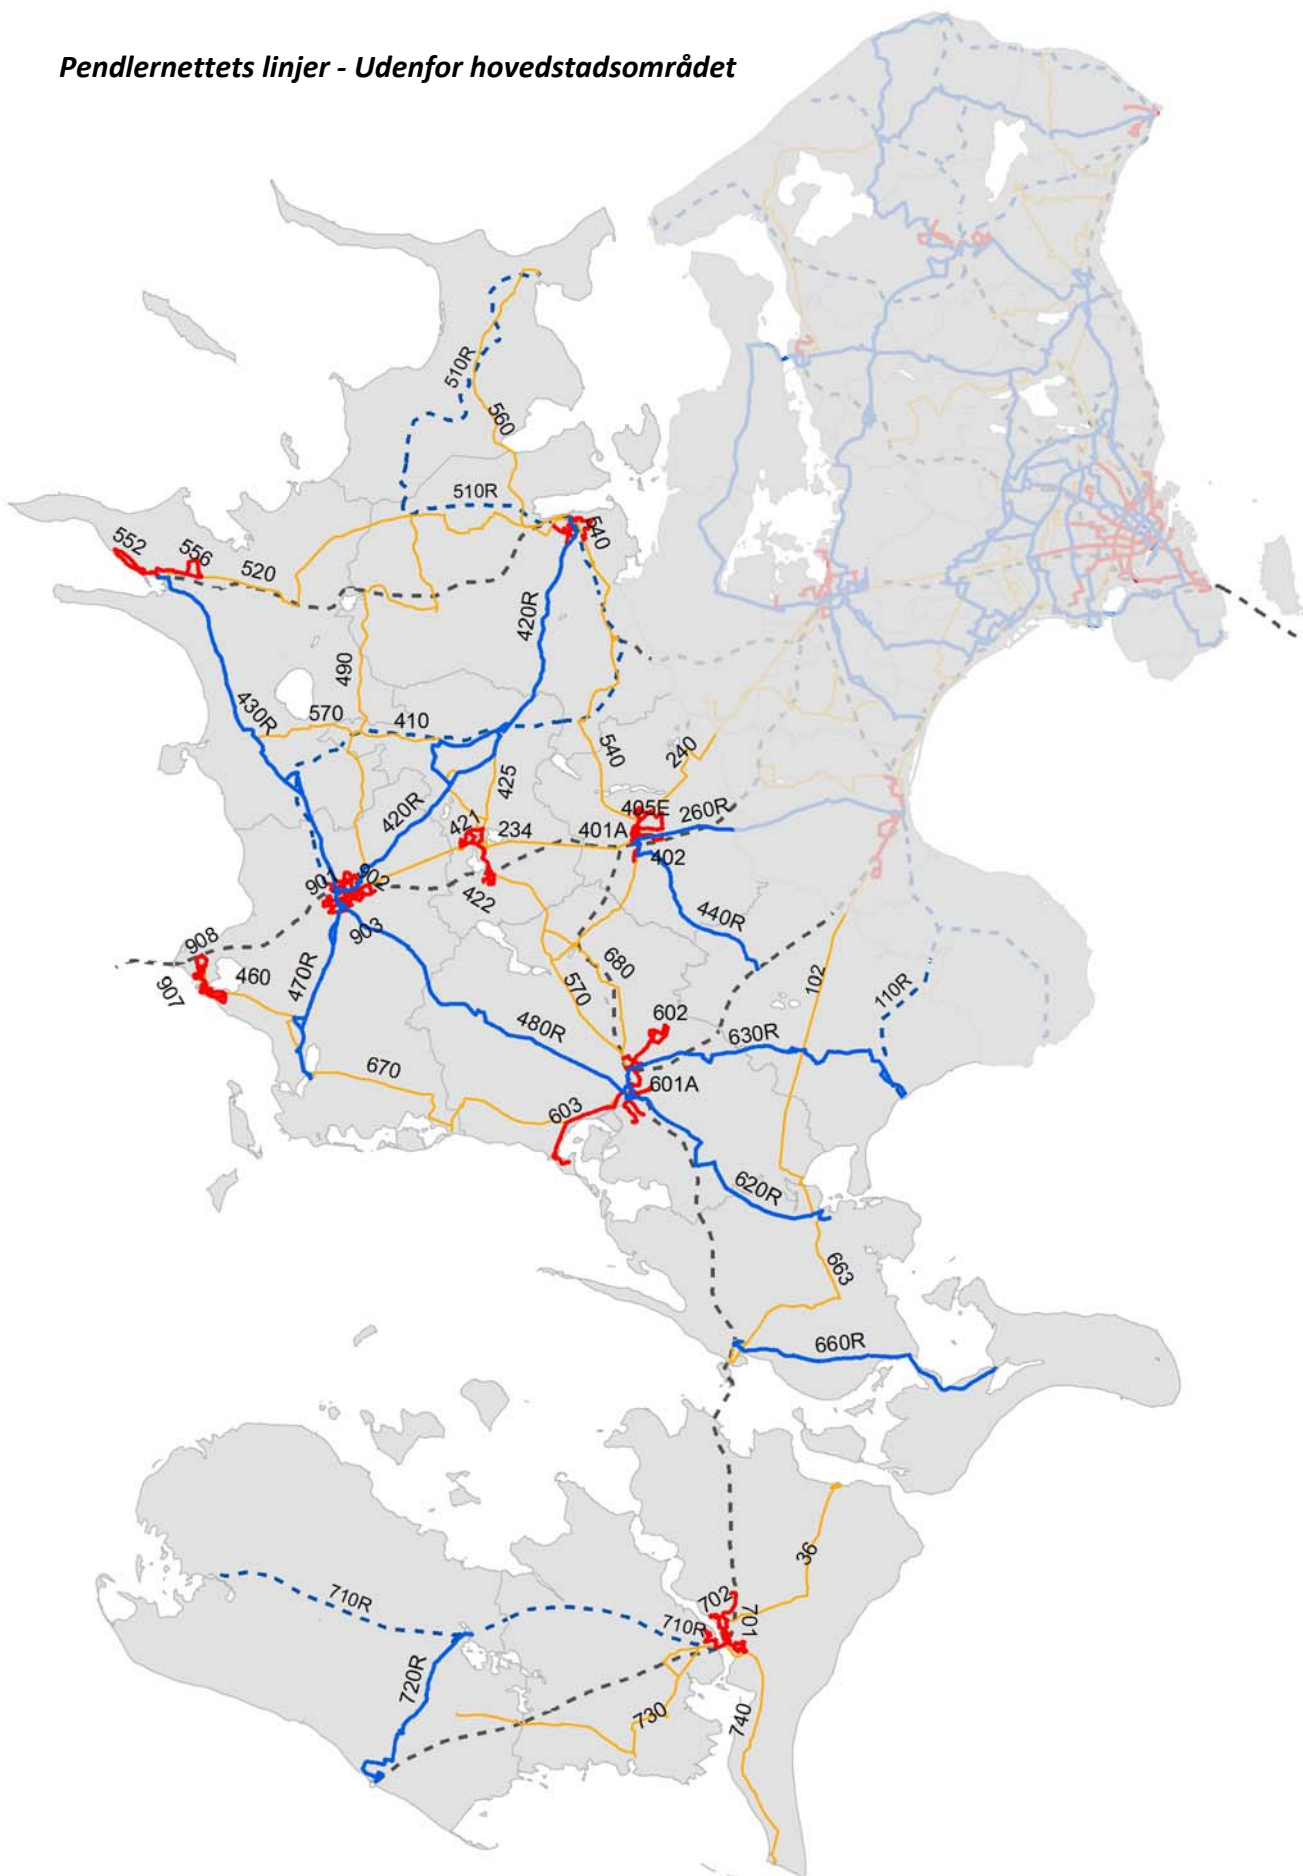 Pendlernettets linjer - Udenfor hovedstadsområdet
510R
560
510R
540
552
556
520
420R
490
430R
570
410
540
240
425
420R
405E
260R
421
234
401A
402
901
902
422
903
440R
908
907
460
470R
680
570
102
110R
480R
602
630R
670
601A
603
620R
663
660R
36
710R
702
701
710R
720R
730
740